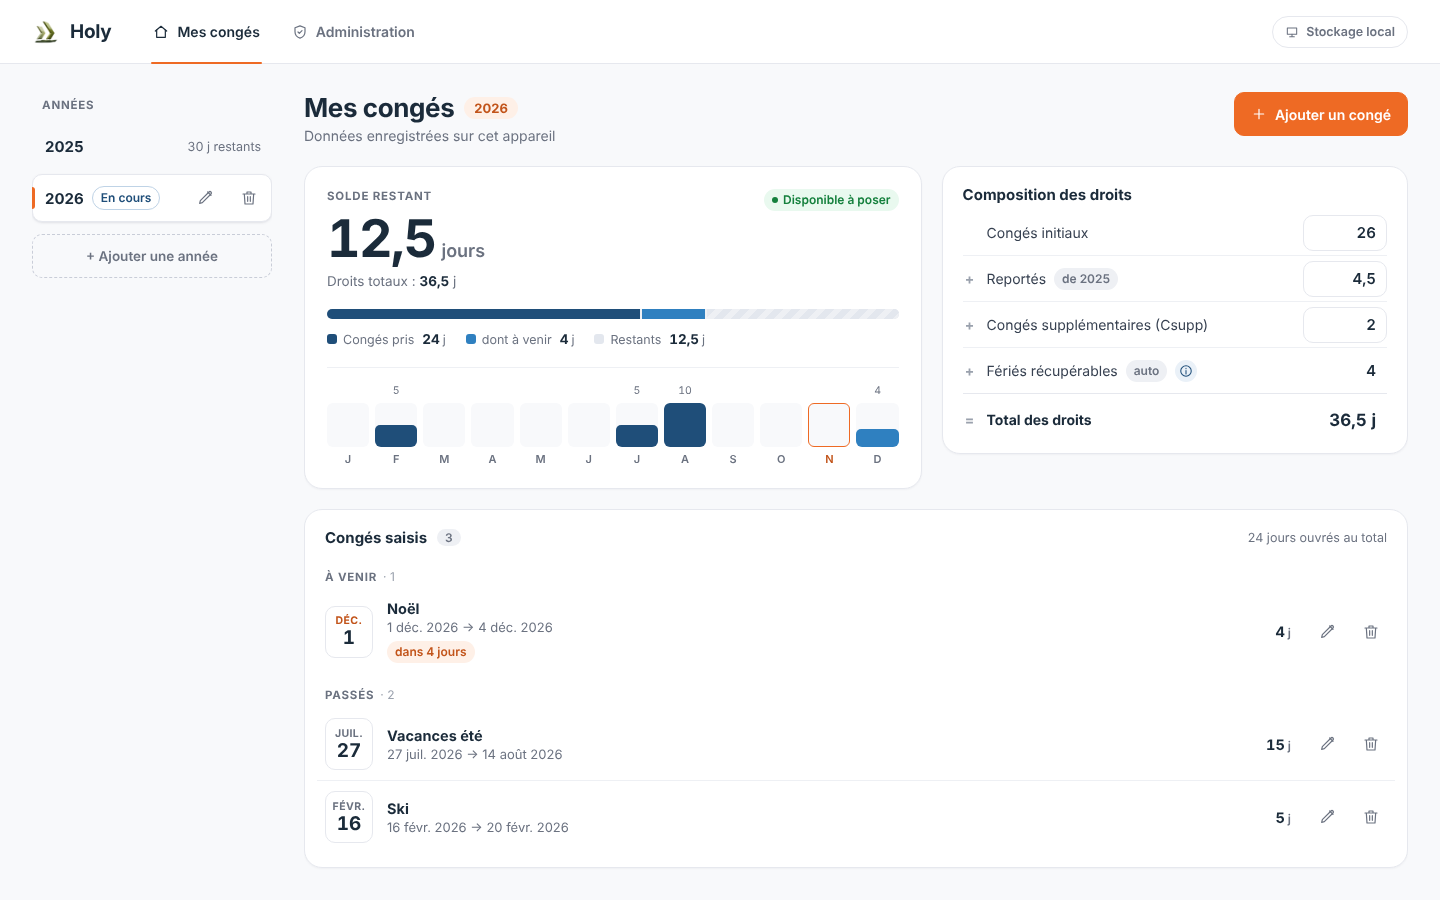 Holy
Mes congés
Administration
Stockage local
ANNÉES
2025
30 j restants
2026
En cours
+ Ajouter une année
Mes congés
2026
Données enregistrées sur cet appareil
+ Ajouter un congé
SOLDE RESTANT
Disponible à poser
12,5 jours
Droits totaux : 36,5 j
Congés pris 24 j
dont à venir 4 j
Restants 12,5 j
5 5 10 4
J F M A M J J A S O N D
Composition des droits
Congés initiaux 26
+ Reportés de 2025 4,5
+ Congés supplémentaires (Csupp) 2
+ Fériés récupérables auto 4
= Total des droits 36,5 j
Congés saisis 3
24 jours ouvrés au total
À VENIR · 1
DÉC.
1
Noël
1 déc. 2026 → 4 déc. 2026
dans 4 jours
4 j
PASSÉS · 2
JUIL.
27
Vacances été
27 juil. 2026 → 14 août 2026
15 j
FÉVR.
16
Ski
16 févr. 2026 → 20 févr. 2026
5 j